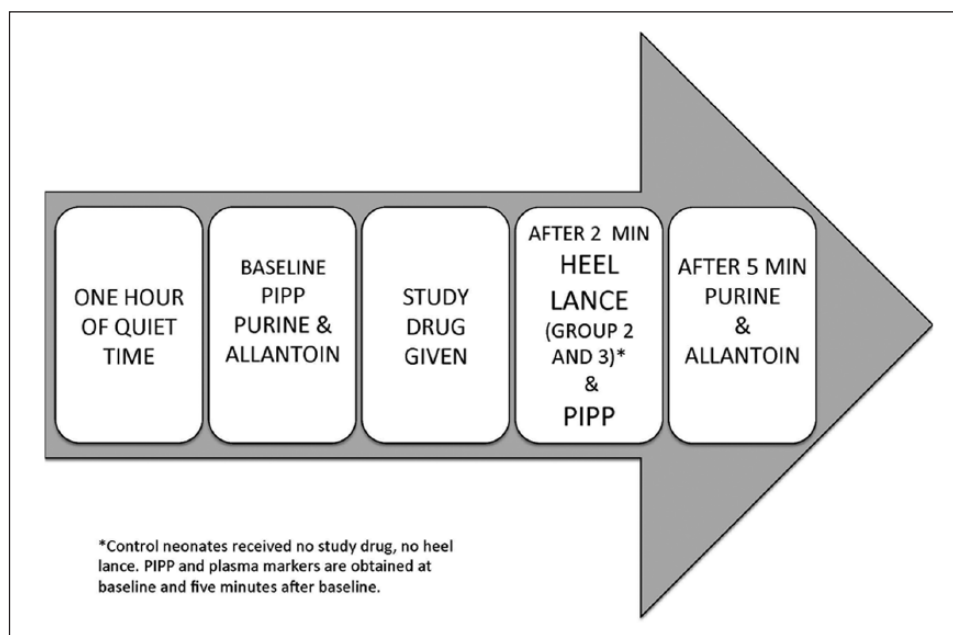 ONE HOUR
OF QUIET
TIME
BASELINE
PIPP
PURINE &
ALLANTOIN
STUDY
DRUG
GIVEN
AFTER 2 MIN
HEEL
LANCE
(GROUP 2
AND 3)*
&
PIPP
AFTER 5 MIN
PURINE
&
ALLANTOIN
*Control neonates received no study drug, no heel
lance. PIPP and plasma markers are obtained at
baseline and five minutes after baseline.